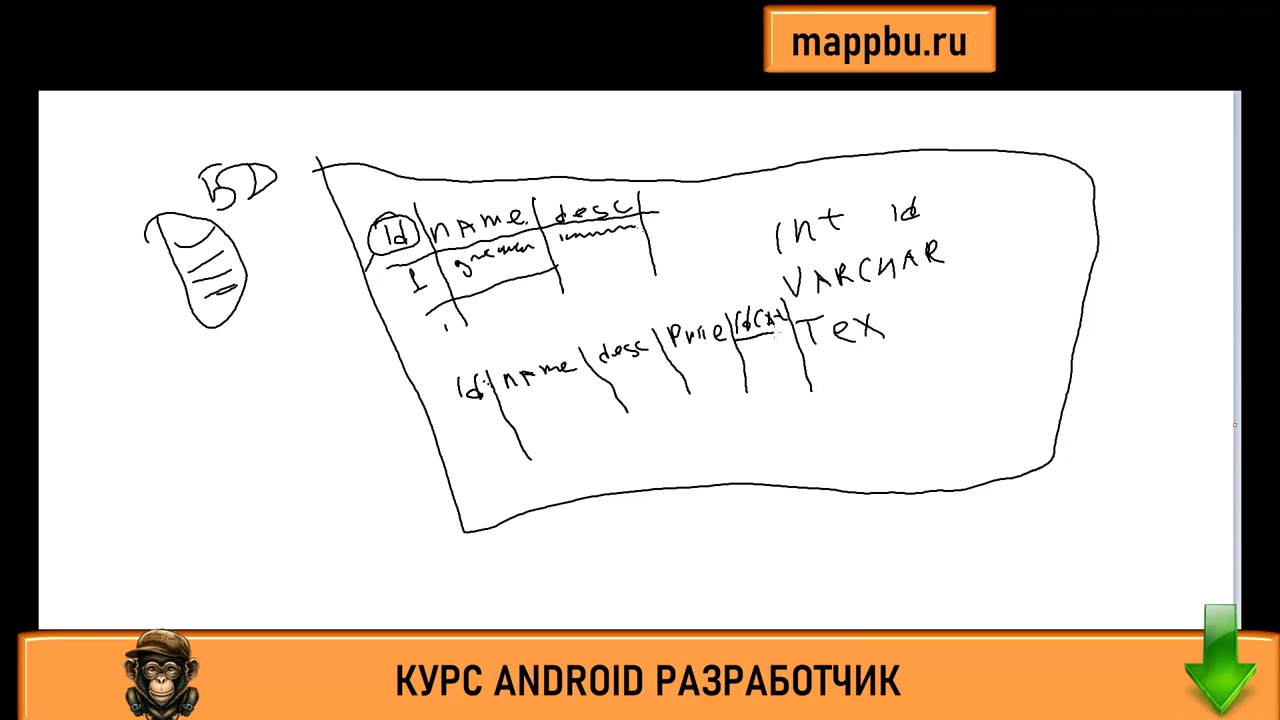 mappbu.ru
БД
Id name desc
1
Int id
VARCHAR
Tex
Id name desc Price
КУРС ANDROID РАЗРАБОТЧИК